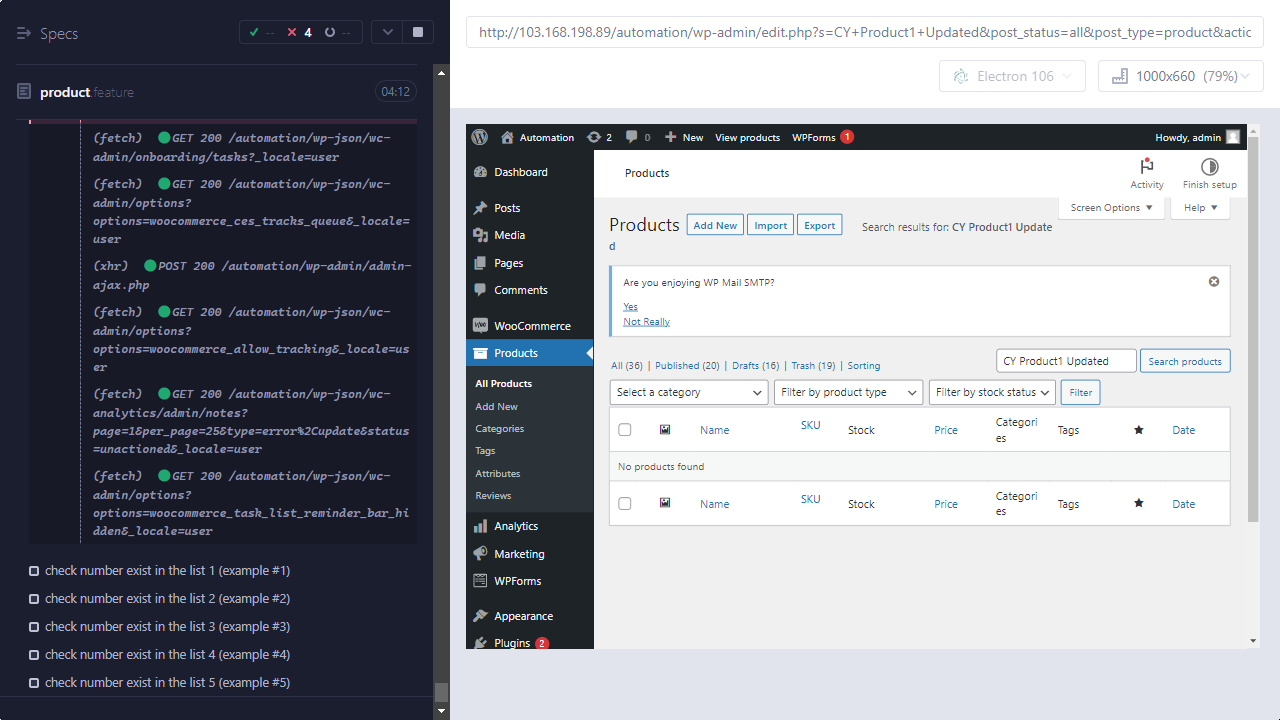 Specs
-- 4 --
product.feature
04:12
(fetch) GET 200 /automation/wp-json/wc-
admin/onboarding/tasks?_locale=user
(fetch) GET 200 /automation/wp-json/wc-
admin/options?
options=woocommerce_ces_tracks_queue&_locale=
user
(xhr) POST 200 /automation/wp-admin/admin-
ajax.php
(fetch) GET 200 /automation/wp-json/wc-
admin/options?
options=woocommerce_allow_tracking&_locale=us
er
(fetch) GET 200 /automation/wp-json/wc-
analytics/admin/notes?
page=1&per_page=25&type=error%2Cupdate&status
=unactioned&_locale=user
(fetch) GET 200 /automation/wp-json/wc-
admin/options?
options=woocommerce_task_list_reminder_bar_hi
dden&_locale=user
check number exist in the list 1 (example #1)
check number exist in the list 2 (example #2)
check number exist in the list 3 (example #3)
check number exist in the list 4 (example #4)
check number exist in the list 5 (example #5)
http://103.168.198.89/automation/wp-admin/edit.php?s=CY+Product1+Updated&post_status=all&post_type=product&actic
Electron 106
1000x660 (79%)
Automation 2 0 New View products WPForms 1 Howdy, admin
Dashboard
Posts
Media
Pages
Comments
WooCommerce
Products
All Products
Add New
Categories
Tags
Attributes
Reviews
Analytics
Marketing
WPForms
Appearance
Plugins 2
Products
Activity
Finish setup
Screen Options
Help
Products Add New Import Export Search results for: CY Product1 Update
d
Are you enjoying WP Mail SMTP?
Yes
Not Really
All (36) | Published (20) | Drafts (16) | Trash (19) | Sorting
CY Product1 Updated
Search products
Select a category
Filter by product type
Filter by stock status
Filter
Name SKU Stock Price Categori
es Tags Date
No products found
Name SKU Stock Price Categori
es Tags Date